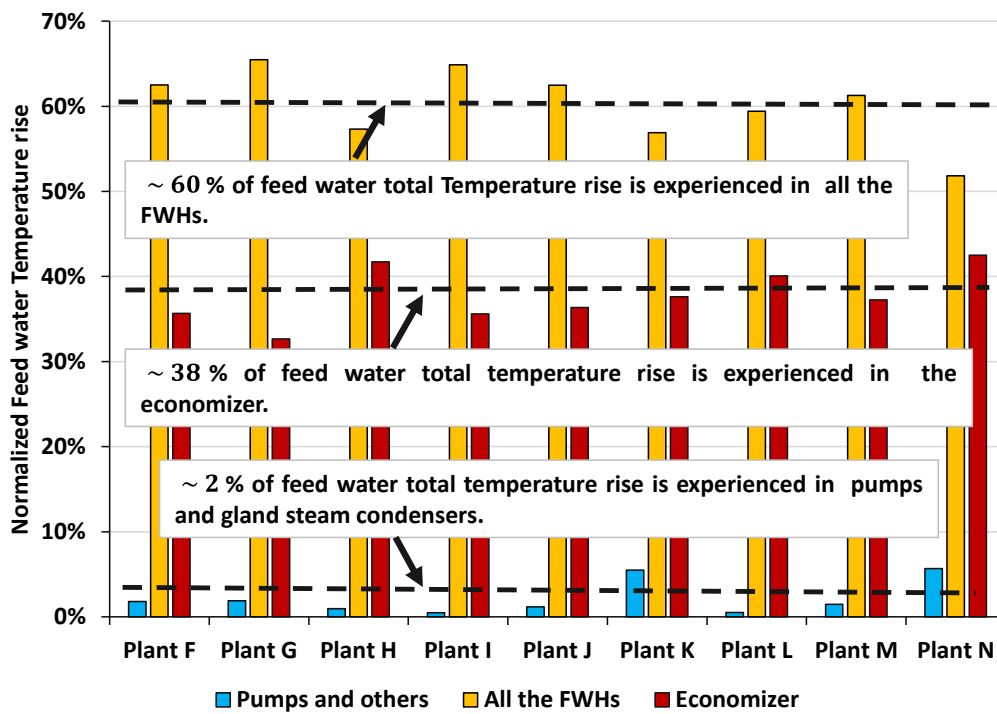 70%
60%
50%
40%
30%
20%
10%
0%
Normalized Feed water Temperature rise
~ 60 % of feed water total Temperature rise is experienced in all the
FWHs.
~ 38 % of feed water total temperature rise is experienced in the
economizer.
~ 2 % of feed water total temperature rise is experienced in pumps
and gland steam condensers.
Plant F Plant G Plant H Plant I Plant J Plant K Plant L Plant M Plant N
Pumps and others All the FWHs Economizer